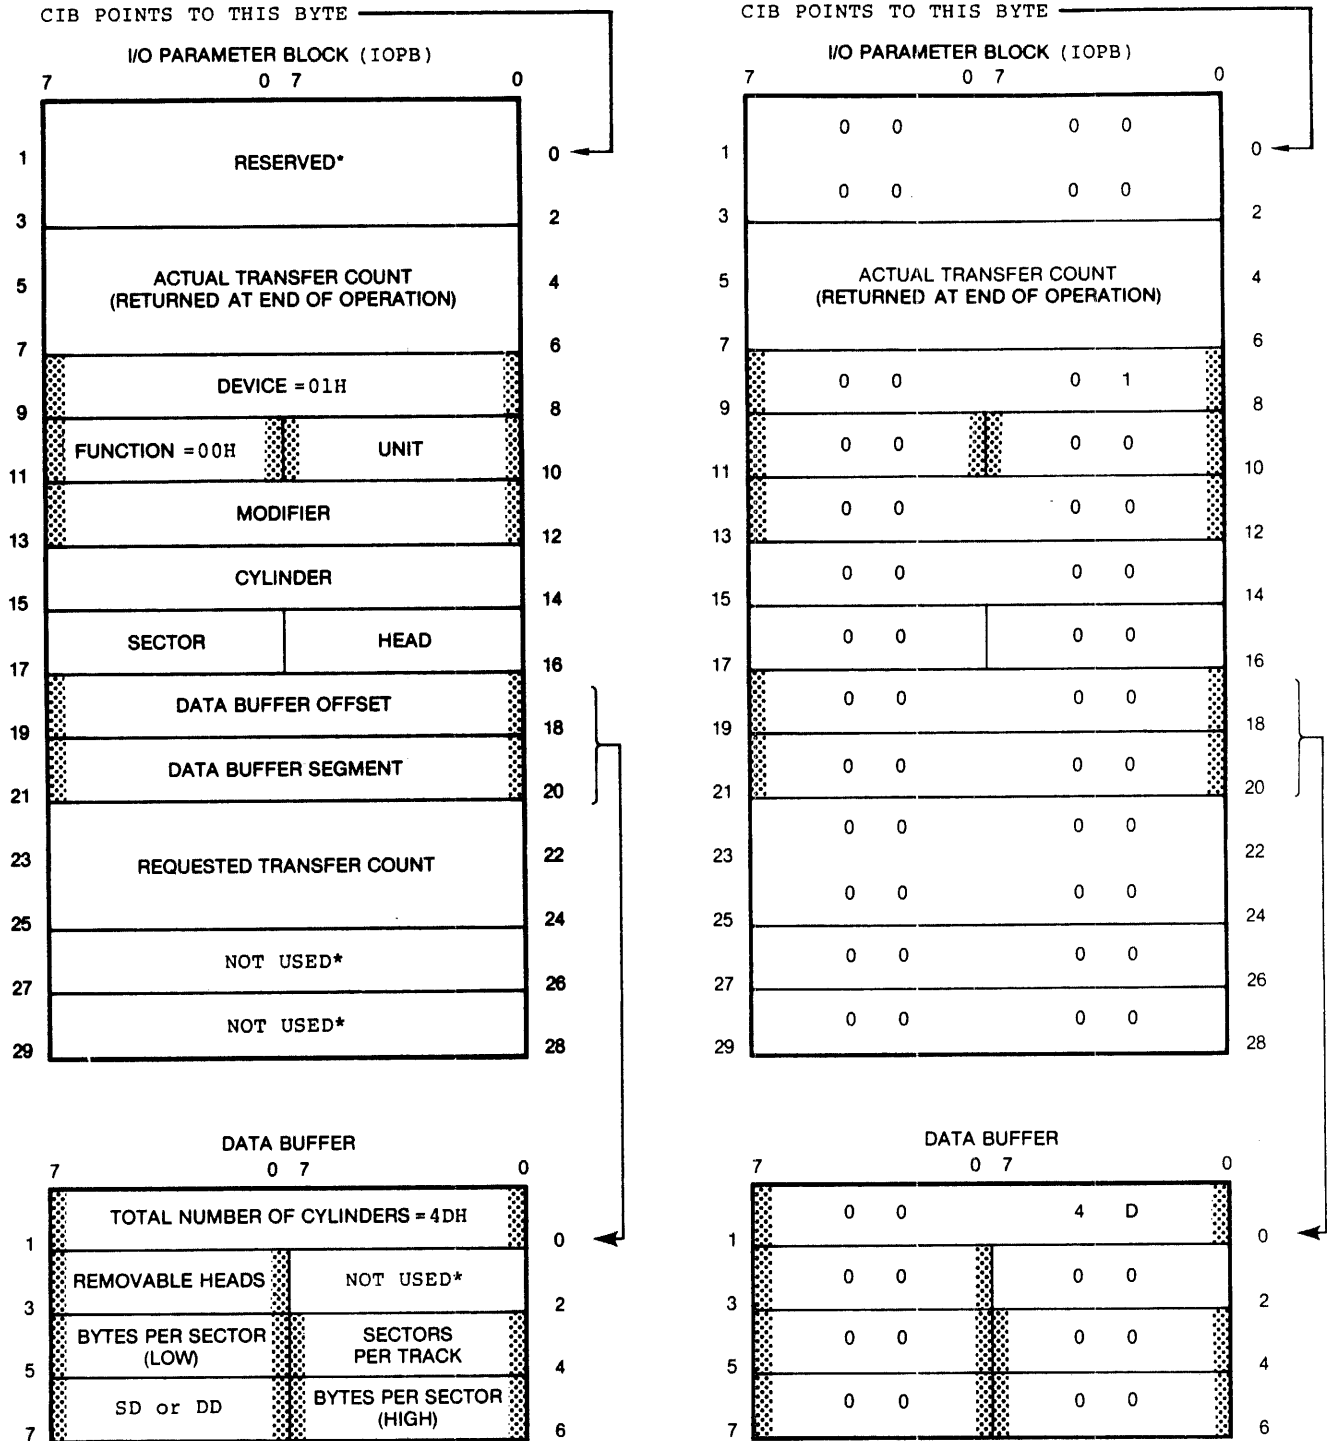 CIB POINTS TO THIS BYTE
I/O PARAMETER BLOCK (IOPB)
7 0 7 0
RESERVED*
1 0
3 2
ACTUAL TRANSFER COUNT
(RETURNED AT END OF OPERATION)
5 4
7 6
DEVICE =01H
9 8
FUNCTION =00H UNIT
11 10
MODIFIER
13 12
CYLINDER
15 14
SECTOR HEAD
17 16
DATA BUFFER OFFSET
19 18
DATA BUFFER SEGMENT
21 20
REQUESTED TRANSFER COUNT
23 22
25 24
NOT USED*
27 26
NOT USED*
29 28
DATA BUFFER
7 0 7 0
TOTAL NUMBER OF CYLINDERS =4DH
1 0
REMOVABLE HEADS NOT USED*
3 2
BYTES PER SECTOR
(LOW)
SECTORS
PER TRACK
5 4
SD or DD
BYTES PER SECTOR
(HIGH)
7 6
CIB POINTS TO THIS BYTE
I/O PARAMETER BLOCK (IOPB)
7 0 7 0
0 0 0 0
1 0
0 0 0 0
3 2
ACTUAL TRANSFER COUNT
(RETURNED AT END OF OPERATION)
5 4
7 6
0 0 0 1
9 8
0 0 0 0
11 10
0 0 0 0
13 12
0 0 0 0
15 14
0 0 0 0
17 16
0 0 0 0
19 18
0 0 0 0
21 20
0 0 0 0
23 22
0 0 0 0
25 24
0 0 0 0
27 26
0 0 0 0
29 28
DATA BUFFER
7 0 7 0
0 0 4 D
1 0
0 0 0 0
3 2
0 0 0 0
5 4
0 0 0 0
7 6